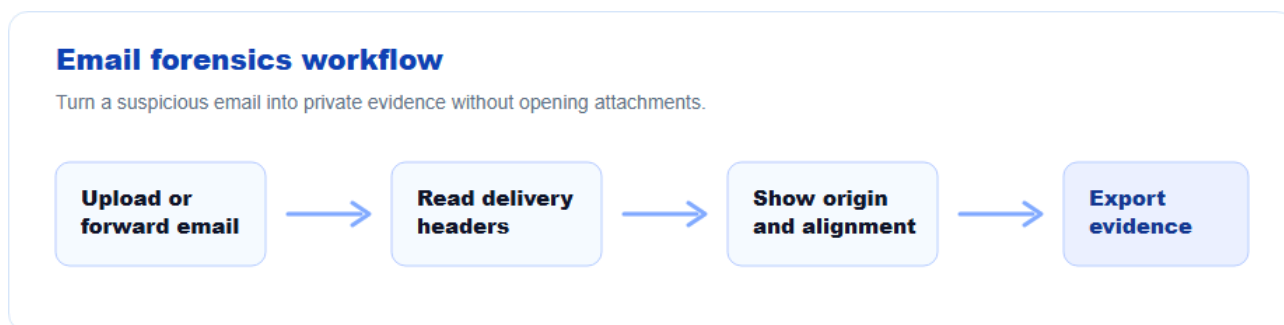 Email forensics workflow
Turn a suspicious email into private evidence without opening attachments.
Upload or
forward email
Read delivery
headers
Show origin
and alignment
Export
evidence